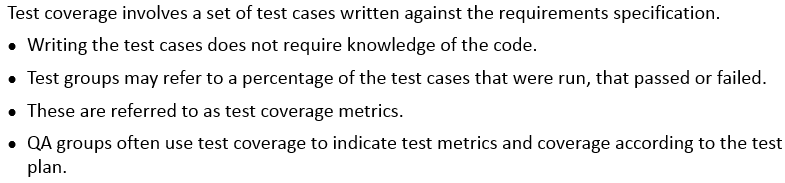 Test coverage involves a set of test cases written against the requirements specification.
• Writing the test cases does not require knowledge of the code.
• Test groups may refer to a percentage of the test cases that were run, that passed or failed.
• These are referred to as test coverage metrics.
• QA groups often use test coverage to indicate test metrics and coverage according to the test
plan.